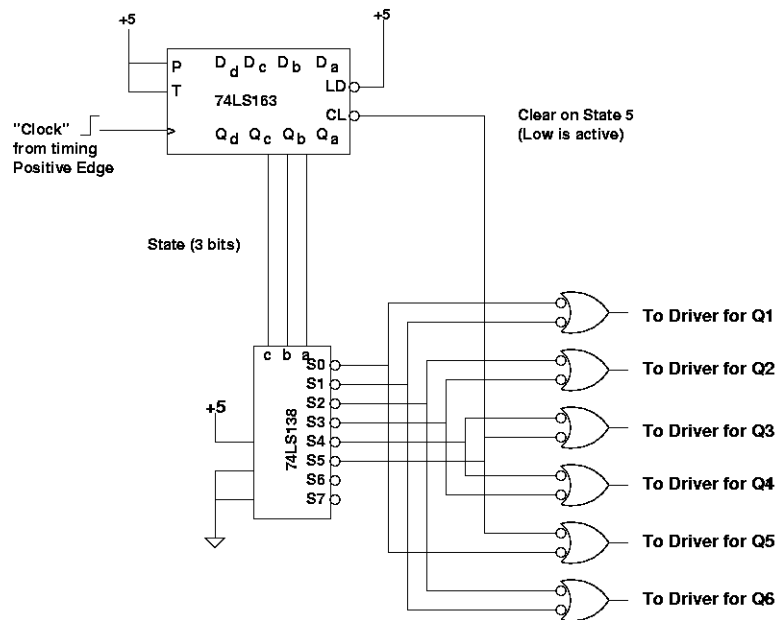 +5
+5
P
D d D c D b D a
LD
T
74LS163
CL
"Clock"
from timing
Positive Edge
>
Q d Q c Q b Q a
Clear on State 5
(Low is active)
State (3 bits)
c b a
S0
S1
S2
S3
S4
S5
S6
S7
+5
74LS138
To Driver for Q1
To Driver for Q2
To Driver for Q3
To Driver for Q4
To Driver for Q5
To Driver for Q6